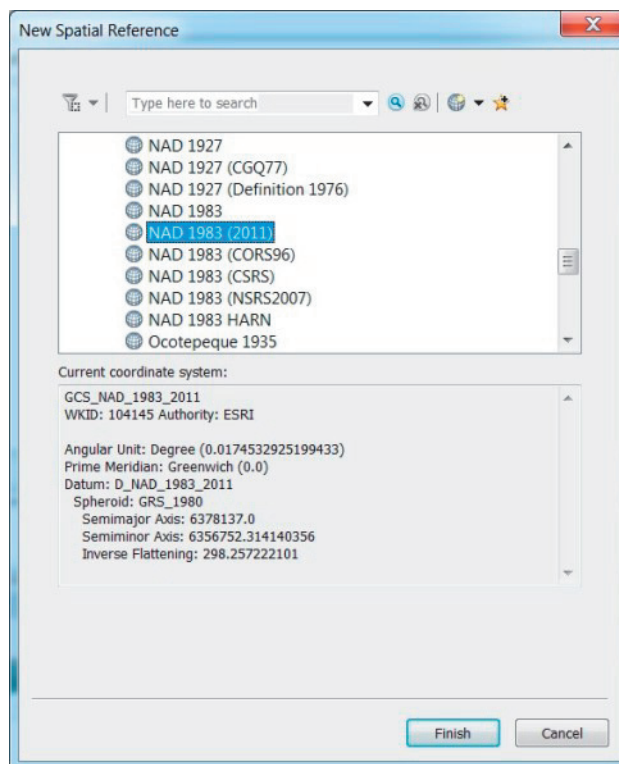 New Spatial Reference
Type here to search
NAD 1927
NAD 1927 (CGQ77)
NAD 1927 (Definition 1976)
NAD 1983
NAD 1983 (2011)
NAD 1983 (CORS96)
NAD 1983 (CSRS)
NAD 1983 (NSRS2007)
NAD 1983 HARN
Ocotepeque 1935
Current coordinate system:
GCS_NAD_1983_2011
WKID: 104145 Authority: ESRI
Angular Unit: Degree (0.0174532925199433)
Prime Meridian: Greenwich (0.0)
Datum: D_NAD_1983_2011
Spheroid: GRS_1980
Semimajor Axis: 6378137.0
Semiminor Axis: 6356752.314140356
Inverse Flattening: 298.257222101
Finish Cancel